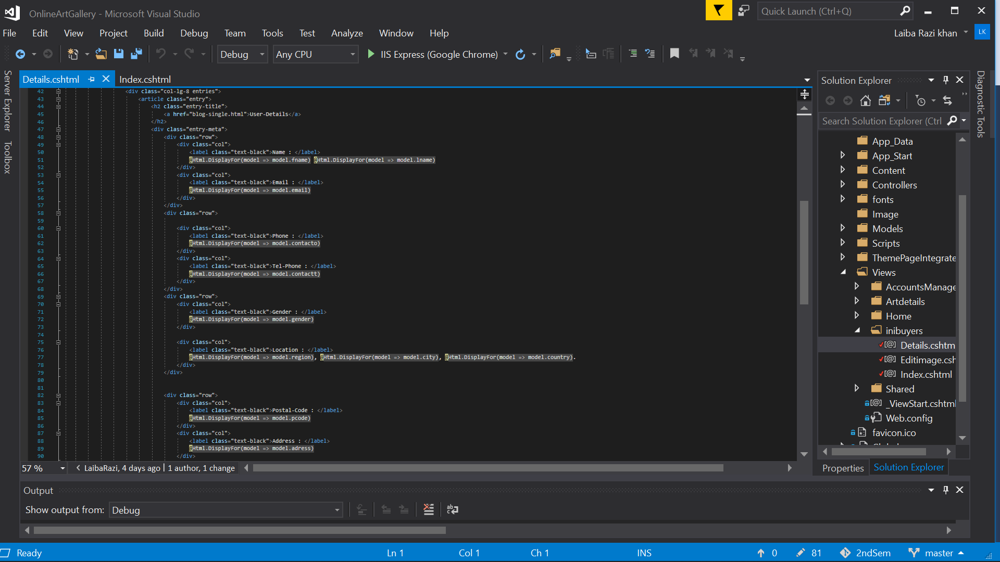 OnlineArtGallery - Microsoft Visual Studio
Quick Launch (Ctrl+Q)
File Edit View Project Build Debug Team Tools Test Analyze Window Help
Laiba Razi khan LK
Debug Any CPU IIS Express (Google Chrome)
Server Explorer
Toolbox
Details.cshtml Index.cshtml
42 <div class="col-lg-8 entries">
43 <article class="entry">
44 <h2 class="entry-title">
45 <a href="blog-single.html">User-Details</a>
46 </h2>
47 <div class="entry-meta">
48 <div class="row">
49 <div class="col">
50 <label class="text-black">Name : </label>
51 @Html.DisplayFor(model => model.fname) @Html.DisplayFor(model => model.lname)
52 </div>
53 <div class="col">
54 <label class="text-black">Email : </label>
55 @Html.DisplayFor(model => model.email)
56 </div>
57 </div>
58 <div class="row">
59
60 <div class="col">
61 <label class="text-black">Phone : </label>
62 @Html.DisplayFor(model => model.contacto)
63 </div>
64 <div class="col">
65 <label class="text-black">Tel-Phone : </label>
66 @Html.DisplayFor(model => model.contactt)
67 </div>
68 </div>
69 <div class="row">
70 <div class="col">
71 <label class="text-black">Gender : </label>
72 @Html.DisplayFor(model => model.gender)
73 </div>
74
75 <div class="col">
76 <label class="text-black">Location : </label>
77 @Html.DisplayFor(model => model.region), @Html.DisplayFor(model => model.city), @Html.DisplayFor(model => model.country).
78 </div>
79 </div>
80
81
82 <div class="row">
83 <div class="col">
84 <label class="text-black">Postal-Code : </label>
85 @Html.DisplayFor(model => model.pcode)
86 </div>
87 <div class="col">
88 <label class="text-black">Address : </label>
89 @Html.DisplayFor(model => model.adress)
90 </div>
57 % LaibaRazi, 4 days ago | 1 author, 1 change
Solution Explorer
Search Solution Explorer (Ctrl
App_Data
App_Start
Content
Controllers
fonts
Image
Models
Scripts
ThemePageIntegrate
Views
AccountsManage
Artdetails
Home
inibuyers
Details.cshtm
Editimage.csh
Index.cshtml
Shared
_ViewStart.cshtml
Web.config
favicon.ico
Properties Solution Explorer
Diagnostic Tools
Output
Show output from: Debug
Ready Ln 1 Col 1 Ch 1 INS 0 81 2ndSem master